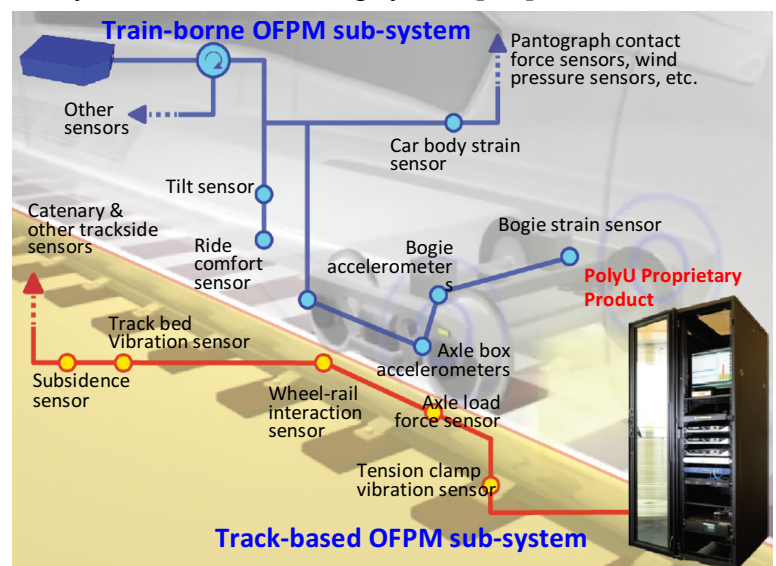 Train-borne OFPM sub-system
Pantograph contact
force sensors, wind
pressure sensors, etc.
Other
sensors
Car body strain
sensor
Tilt sensor
Catenary &
other trackside
sensors
Ride
comfort
sensor
Bogie
accelerometer
s
Bogie strain sensor
PolyU Proprietary
Product
Track bed
Vibration sensor
Axle box
accelerometers
Subsidence
sensor
Wheel-rail
interaction
sensor
Axle load
force sensor
Tension clamp
vibration sensor
Track-based OFPM sub-system